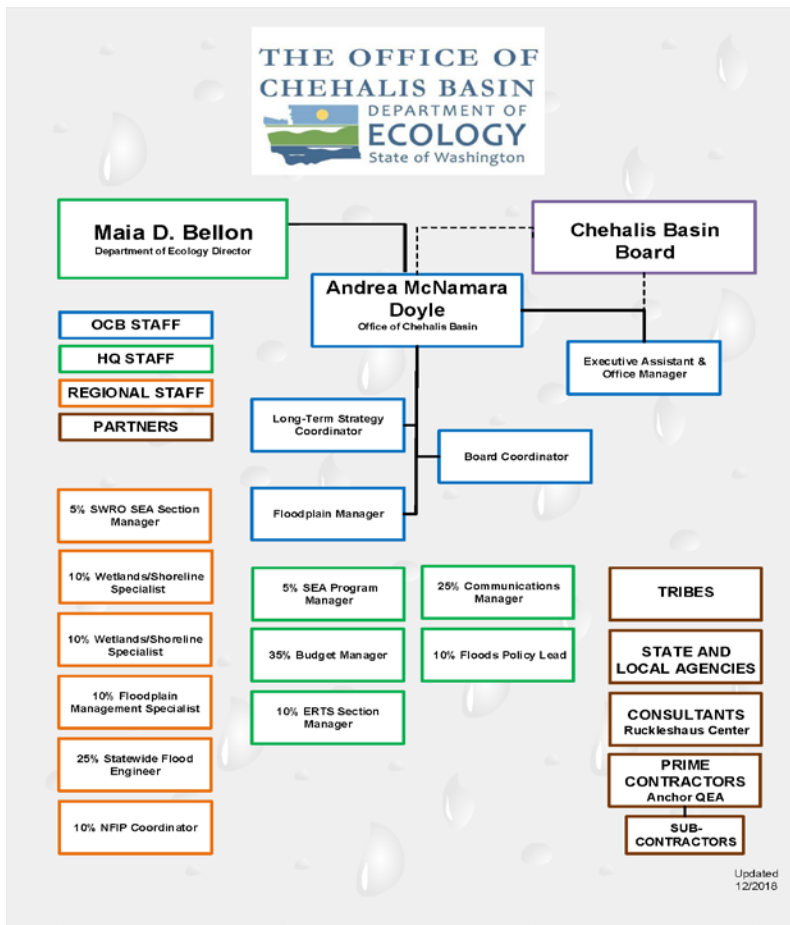 THE OFFICE OF
CHEHALIS BASIN
DEPARTMENT OF
ECOLOGY
State of Washington
Maia D. Bellon
Department of Ecology Director
Chehalis Basin
Board
Andrea McNamara
Doyle
Office of Chehalis Basin
Executive Assistant &
Office Manager
OCB STAFF
HQ STAFF
REGIONAL STAFF
PARTNERS
Long-Term Strategy
Coordinator
Board Coordinator
Floodplain Manager
5% SWRO SEA Section
Manager
10% Wetlands/Shoreline
Specialist
10% Wetlands/Shoreline
Specialist
10% Floodplain
Management Specialist
25% Statewide Flood
Engineer
10% NFIP Coordinator
5% SEA Program
Manager
25% Communications
Manager
35% Budget Manager
10% Floods Policy Lead
10% ERTS Section
Manager
TRIBES
STATE AND
LOCAL AGENCIES
CONSULTANTS
Ruckleshaus Center
PRIME
CONTRACTORS
Anchor QEA
SUB-
CONTRACTORS
Updated
12/2018